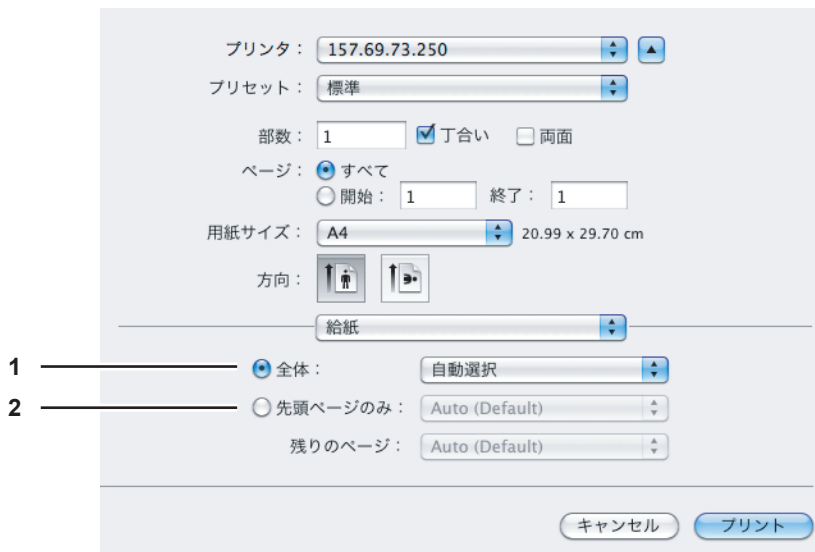 プリンタ： 157.69.73.250
プリセット： 標準
部数： 1 丁合い 両面
ページ： すべて
開始： 1 終了： 1
用紙サイズ： A4 20.99 x 29.70 cm
方向：
給紙
1 全体： 自動選択
2 先頭ページのみ： Auto (Default)
残りのページ： Auto (Default)
キャンセル プリント